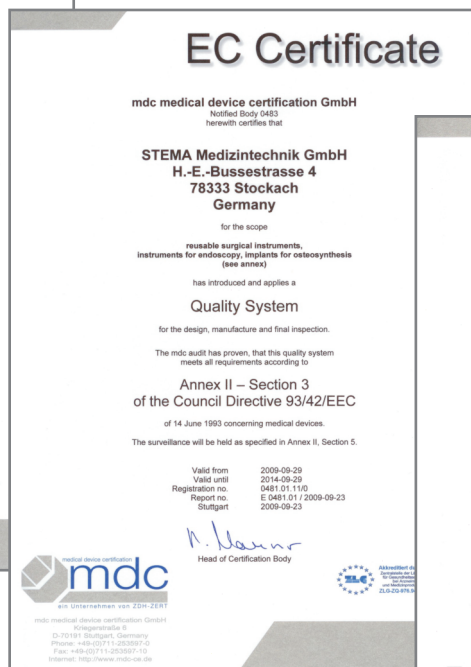 EC Certificate
mdc medical device certification GmbH
Notified Body 0483
herewith certifies that
STEMA Medizintechnik GmbH
H.-E.-Bussestrasse 4
78333 Stockach
Germany
for the scope
reusable surgical instruments,
instruments for endoscopy, implants for osteosynthesis
(see annex)
has introduced and applies a
Quality System
for the design, manufacture and final inspection.
The mdc audit has proven, that this quality system
meets all requirements according to
Annex II – Section 3
of the Council Directive 93/42/EEC
of 14 June 1993 concerning medical devices.
The surveillance will be held as specified in Annex II, Section 5.
Valid from 2009-09-29
Valid until 2014-09-29
Registration no. 0481.01.11/0
Report no. E 0481.01 / 2009-09-23
Stuttgart 2009-09-23
Head of Certification Body
medical device certification
mdc
ein Unternehmen von ZDH-ZERT
mdc medical device certification GmbH
Kriegerstraße 6
D-70191 Stuttgart, Germany
Phone: +49-(0)711-253597-0
Fax: +49-(0)711-253597-10
Internet: http://www.mdc-ce.de
ZLG
Akkreditiert